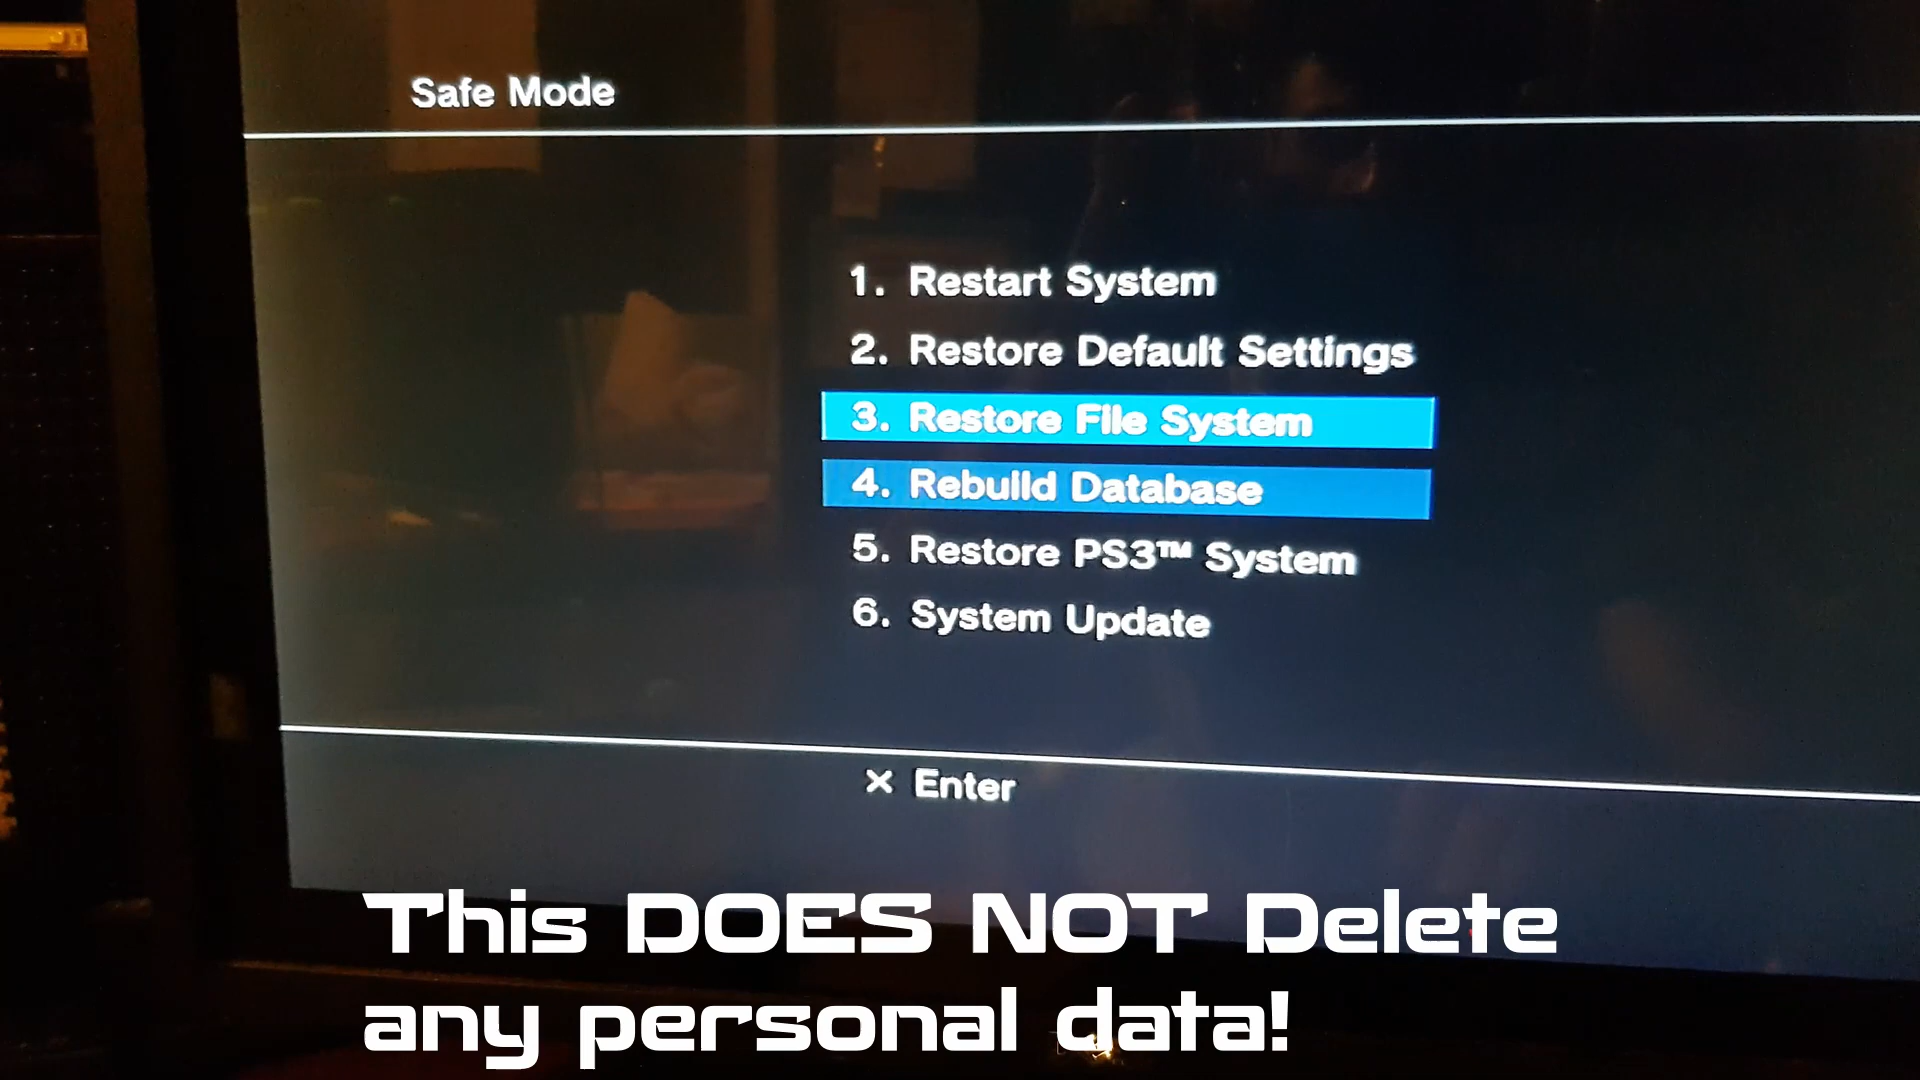 Safe Mode
1. Restart System
2. Restore Default Settings
3. Restore File System
4. Rebuild Database
5. Restore PS3™ System
6. System Update
✕ Enter
This DOES NOT Delete
any personal data!